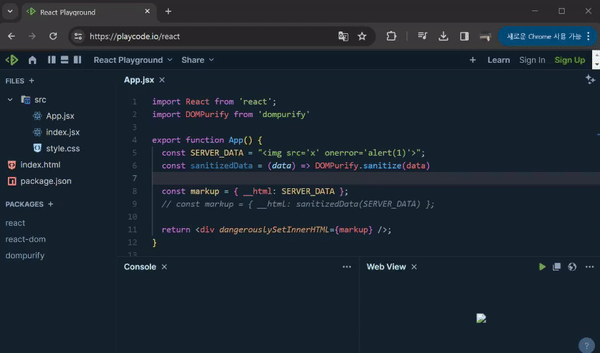 React Playground
https://playcode.io/react
새로운 Chrome 사용 가능
React Playground
Share
Learn
Sign In
Sign Up
FILES
src
App.jsx
index.jsx
style.css
index.html
package.json
PACKAGES
react
react-dom
dompurify
App.jsx
1 import React from 'react';
2 import DOMPurify from 'dompurify'
3
4 export function App() {
5 const SERVER_DATA = "<img src='x' onerror='alert(1)'>";
6 const sanitizedData = (data) => DOMPurify.sanitize(data)
7
8 const markup = { __html: SERVER_DATA };
9 // const markup = { __html: sanitizedData(SERVER_DATA) };
10
11 return <div dangerouslySetInnerHTML={markup} />;
12 }
13
Console
Web View
?